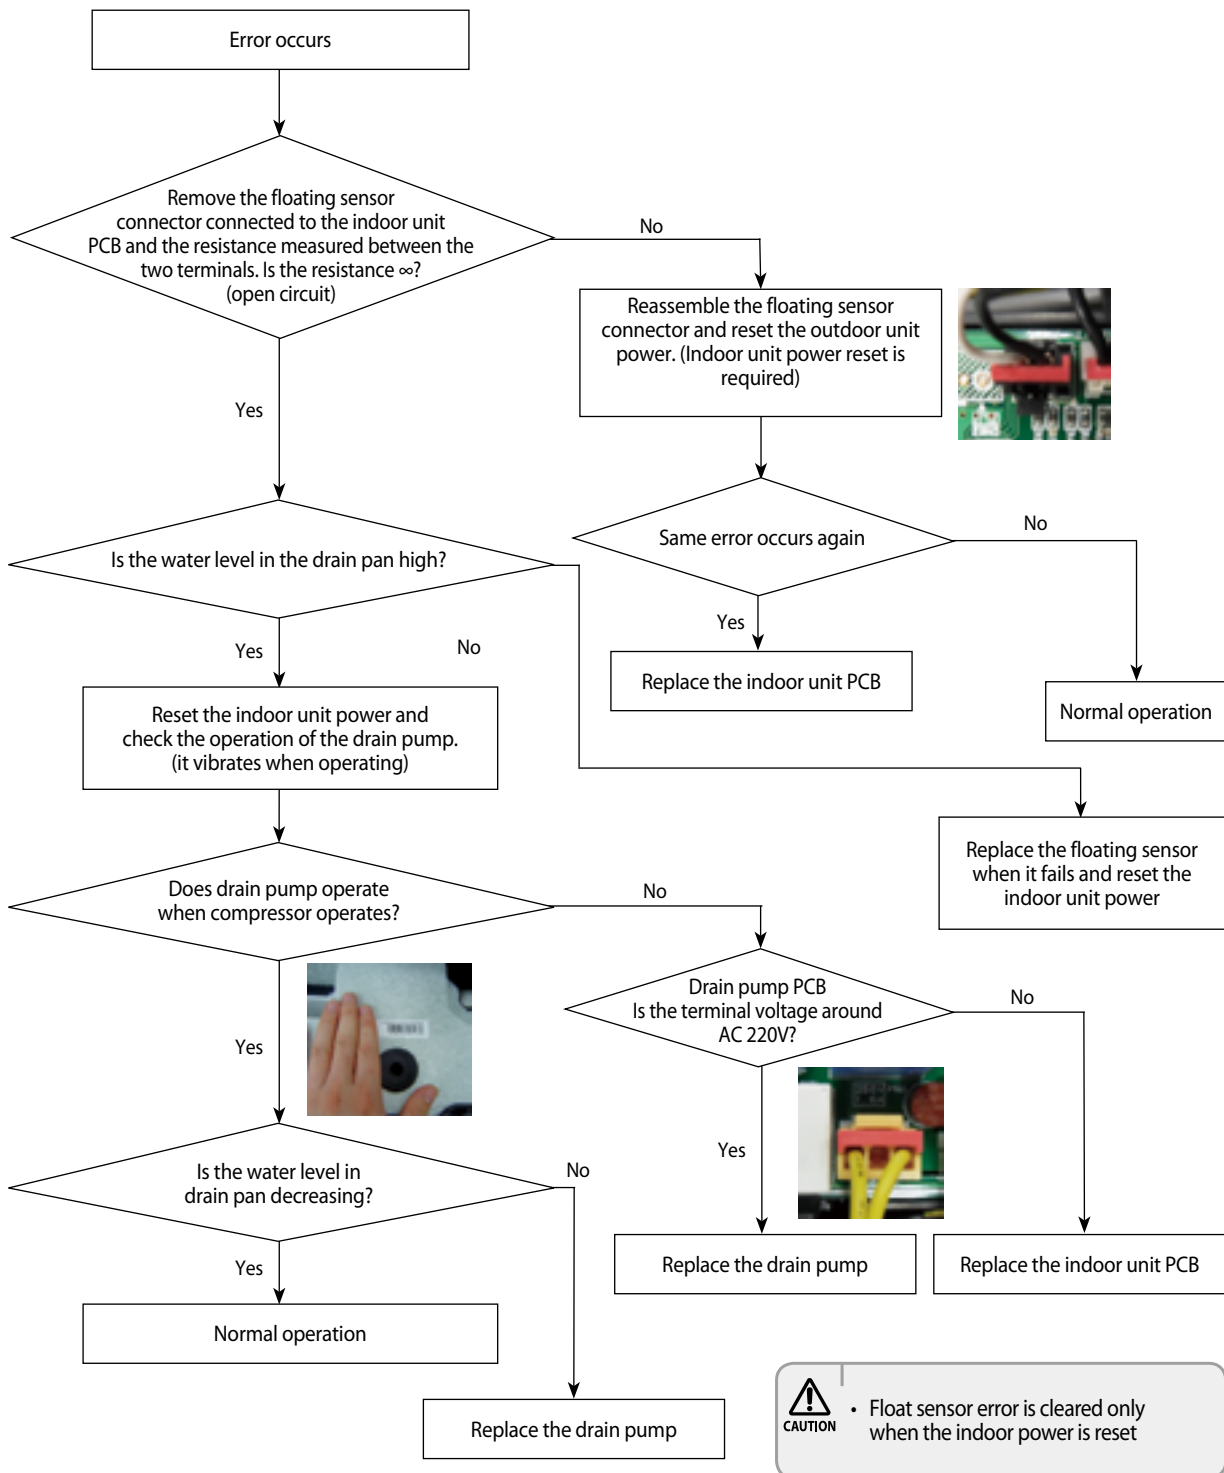 Error occurs
Remove the floating sensor
connector connected to the indoor unit
PCB and the resistance measured between the
two terminals. Is the resistance ∞?
(open circuit)
No
Reassemble the floating sensor
connector and reset the outdoor unit
power. (Indoor unit power reset is
required)
Yes
Same error occurs again
No
Is the water level in the drain pan high?
Yes
Yes
No
Replace the indoor unit PCB
Normal operation
Reset the indoor unit power and
check the operation of the drain pump.
(it vibrates when operating)
Replace the floating sensor
when it fails and reset the
indoor unit power
Does drain pump operate
when compressor operates?
No
Drain pump PCB
Is the terminal voltage around
AC 220V?
No
Yes
Yes
Is the water level in
drain pan decreasing?
No
Replace the drain pump
Replace the indoor unit PCB
Yes
Normal operation
Replace the drain pump
CAUTION
• Float sensor error is cleared only
when the indoor power is reset